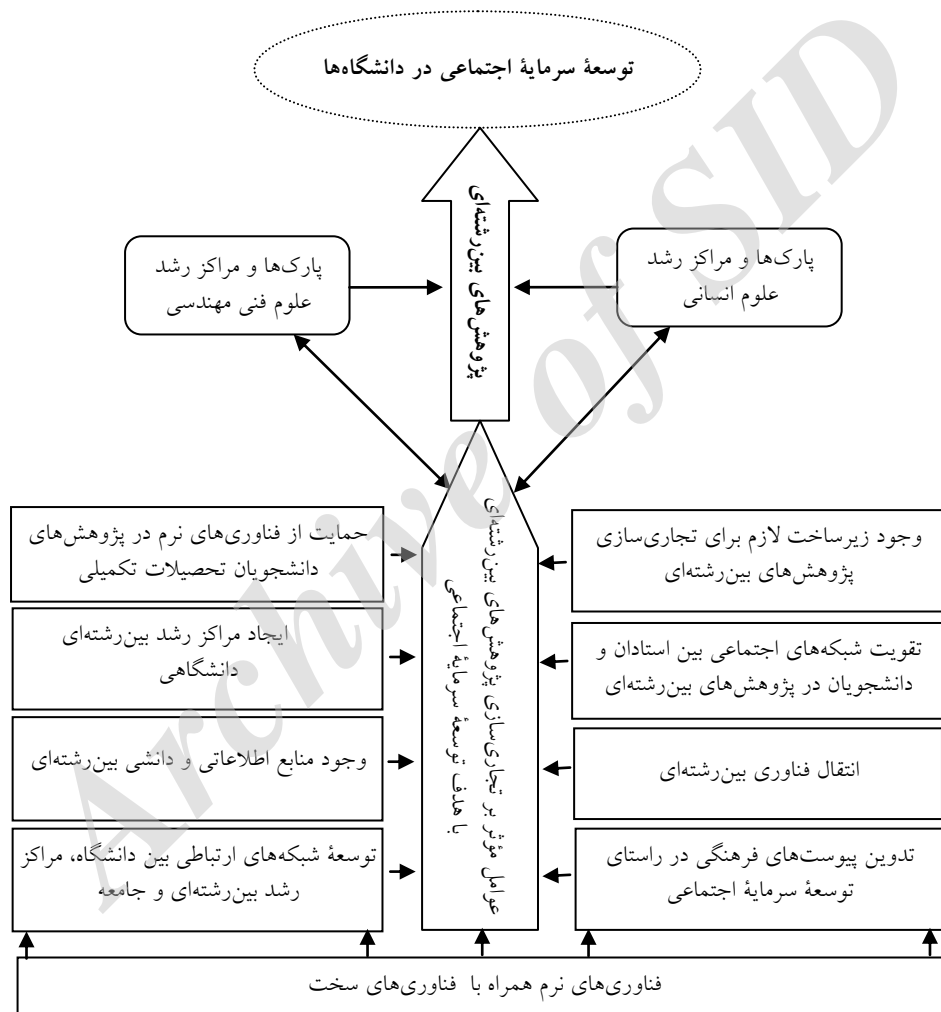 توسعهٔ سرمایهٔ اجتماعی در دانشگاه‌ها
پژوهش‌های بین‌رشته‌ای
پارک‌ها و مراکز رشد
علوم انسانی
پارک‌ها و مراکز رشد
علوم فنی مهندسی
عوامل مؤثر بر تجاری‌سازی پژوهش‌های بین‌رشته‌ای
با هدف توسعهٔ سرمایهٔ اجتماعی
وجود زیرساخت لازم برای تجاری‌سازی
پژوهش‌های بین‌رشته‌ای
حمایت از فناوری‌های نرم در پژوهش‌های
دانشجویان تحصیلات تکمیلی
تقویت شبکه‌های اجتماعی بین استادان و
دانشجویان در پژوهش‌های بین‌رشته‌ای
ایجاد مراکز رشد بین‌رشته‌ای
دانشگاهی
انتقال فناوری بین‌رشته‌ای
وجود منابع اطلاعاتی و دانشی بین‌رشته‌ای
تدوین پیوست‌های فرهنگی در راستای
توسعهٔ سرمایهٔ اجتماعی
توسعهٔ شبکه‌های ارتباطی بین دانشگاه، مراکز
رشد بین‌رشته‌ای و جامعه
فناوری‌های نرم همراه با فناوری‌های سخت
Archive of SID